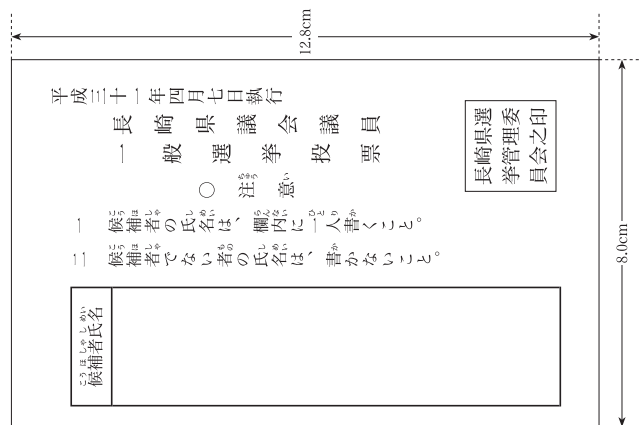 12.8cm
平成三十一年四月七日執行
長崎県議会議員
一般選挙投票
○注意
一 候補者の氏名は、欄内に一人書くこと。
二 候補者でない者の氏名は、書かないこと。
候補者氏名
長崎県選
挙管理委
員会之印
8.0cm